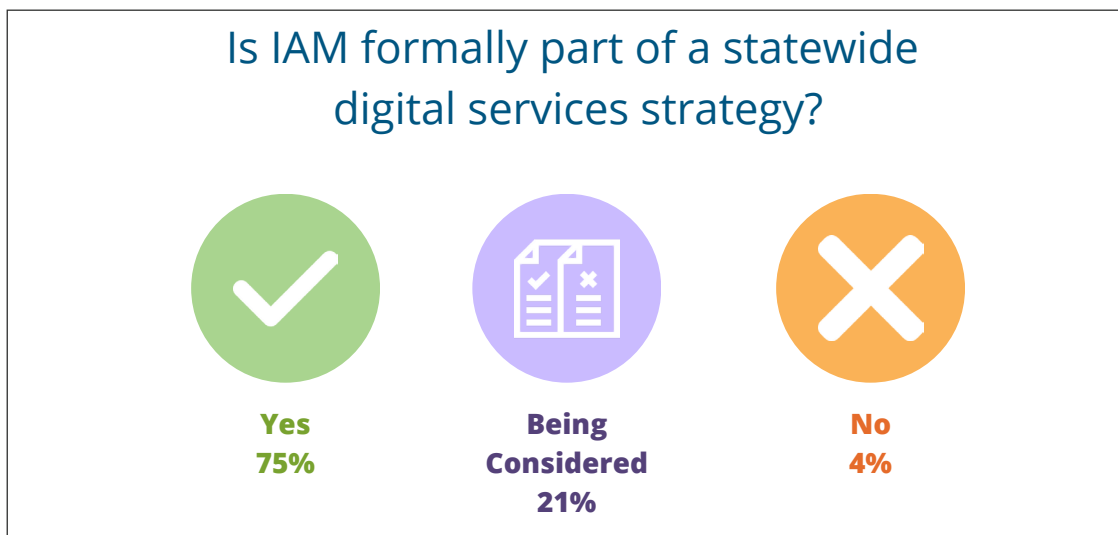 Is IAM formally part of a statewide
digital services strategy?
Yes
75%
Being
Considered
21%
No
4%